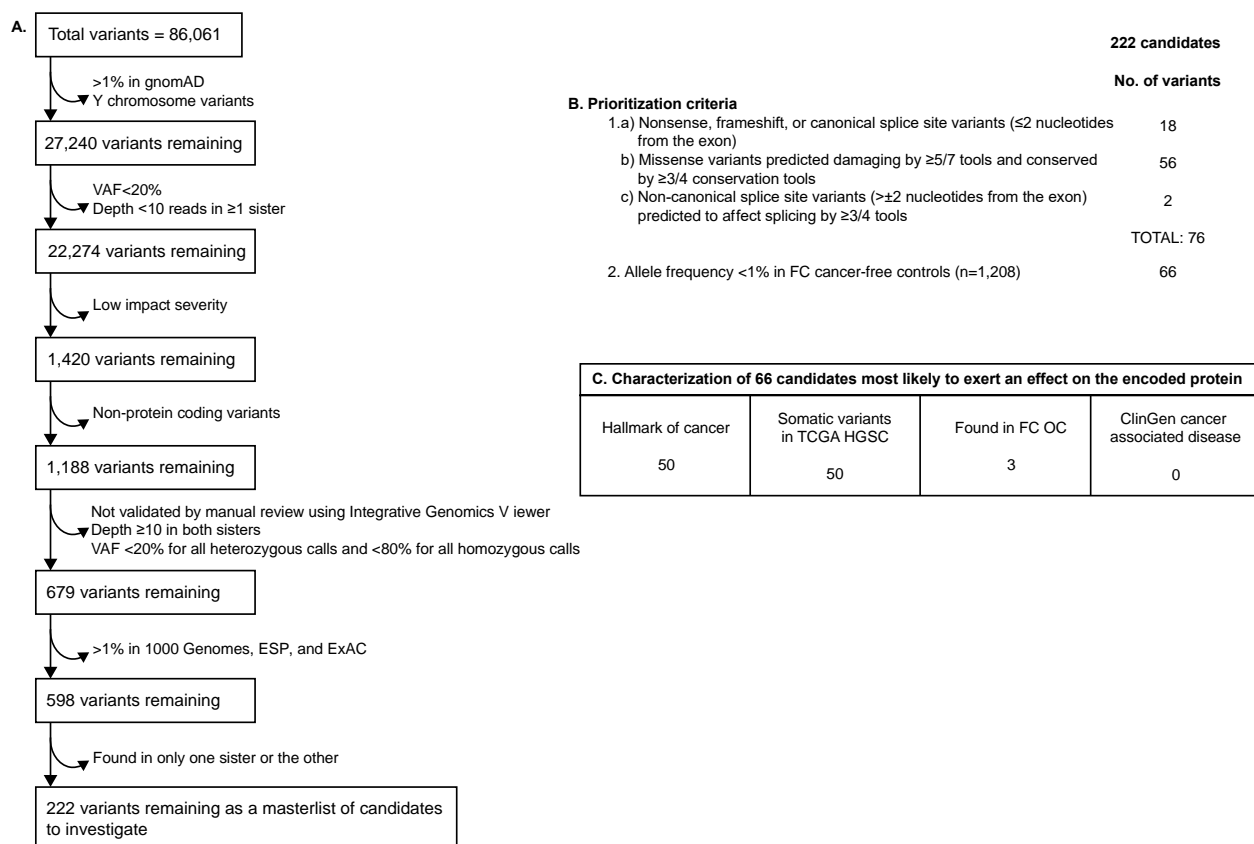 A.
Total variants = 86,061
>1% in gnomAD
Y chromosome variants
27,240 variants remaining
VAF<20%
Depth <10 reads in ≥1 sister
22,274 variants remaining
Low impact severity
1,420 variants remaining
Non-protein coding variants
1,188 variants remaining
Not validated by manual review using Integrative Genomics V iewer
Depth ≥10 in both sisters
VAF <20% for all heterozygous calls and <80% for all homozygous calls
679 variants remaining
>1% in 1000 Genomes, ESP, and ExAC
598 variants remaining
Found in only one sister or the other
222 variants remaining as a masterlist of candidates
to investigate
222 candidates
No. of variants
B. Prioritization criteria
1.a) Nonsense, frameshift, or canonical splice site variants (≤2 nucleotides
from the exon)
18
b) Missense variants predicted damaging by ≥5/7 tools and conserved
by ≥3/4 conservation tools
56
c) Non-canonical splice site variants (>±2 nucleotides from the exon)
predicted to affect splicing by ≥3/4 tools
2
TOTAL: 76
2. Allele frequency <1% in FC cancer-free controls (n=1,208)
66
C. Characterization of 66 candidates most likely to exert an effect on the encoded protein
Hallmark of cancer
50
Somatic variants
in TCGA HGSC
50
Found in FC OC
3
ClinGen cancer
associated disease
0